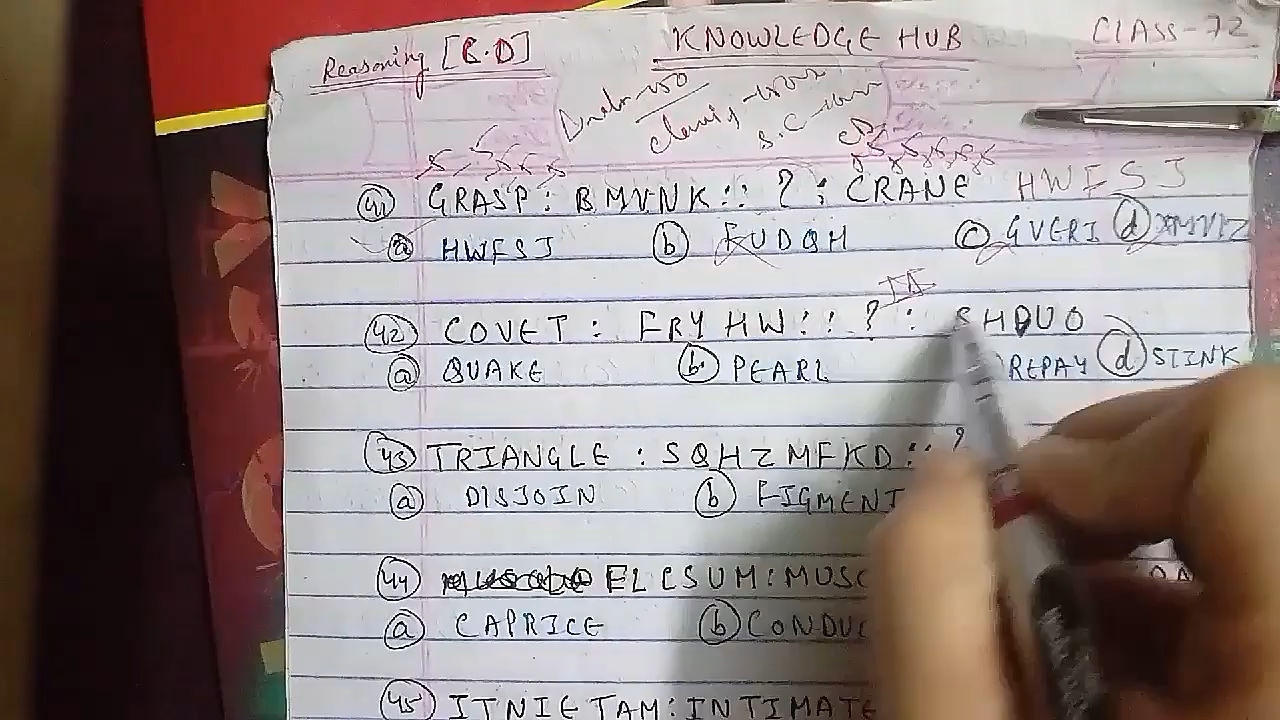 Reasoning [B.D] KNOWLEDGE HUB CLASS-72
41 GRASP : BMVNK :: ? : CRANE HWFSJ
a HWFSJ b FUDQH c GVERI d XMVIZ
42 COVET : FRYHW :: ? : SHDUO
a QUAKE b PEARL REPAY d STINK
43 TRIANGLE : SQHZMFKD :: ?
a DISJOIN b FIGMENT
44 ELCSUM : MUSC
a CAPRICE b CONDUC
45 ITNIETAM : INTIMATE